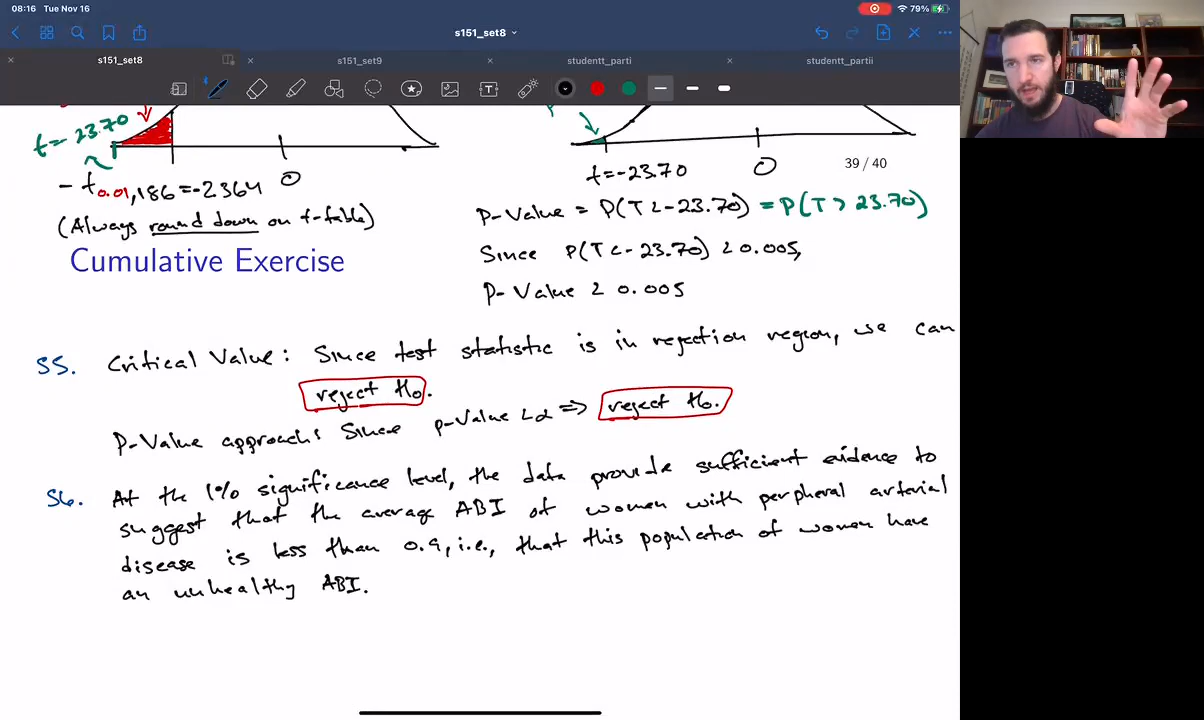 08:16 Tue Nov 16
79%
s151_set8
s151_set8
s151_set9
studentt_parti
studentt_partii
t=-23.70
- t0.01,186=-2.364
0
(Always round down on t-table)
t=-23.70
0
39 / 40
P-Value = P(T<-23.70) = P(T > 23.70)
Since P(T<-23.70) < 0.005,
P-Value < 0.005
Cumulative Exercise
S5. Critical Value: Since test statistic is in rejection region, we can
reject H0.
P-Value approach: Since p-value < α ⇒ reject H0.
S6. At the 1% significance level, the data provide sufficient evidence to
suggest that the average ABI of women with peripheral arterial
disease is less than 0.9, i.e., that this population of women have
an unhealthy ABI.